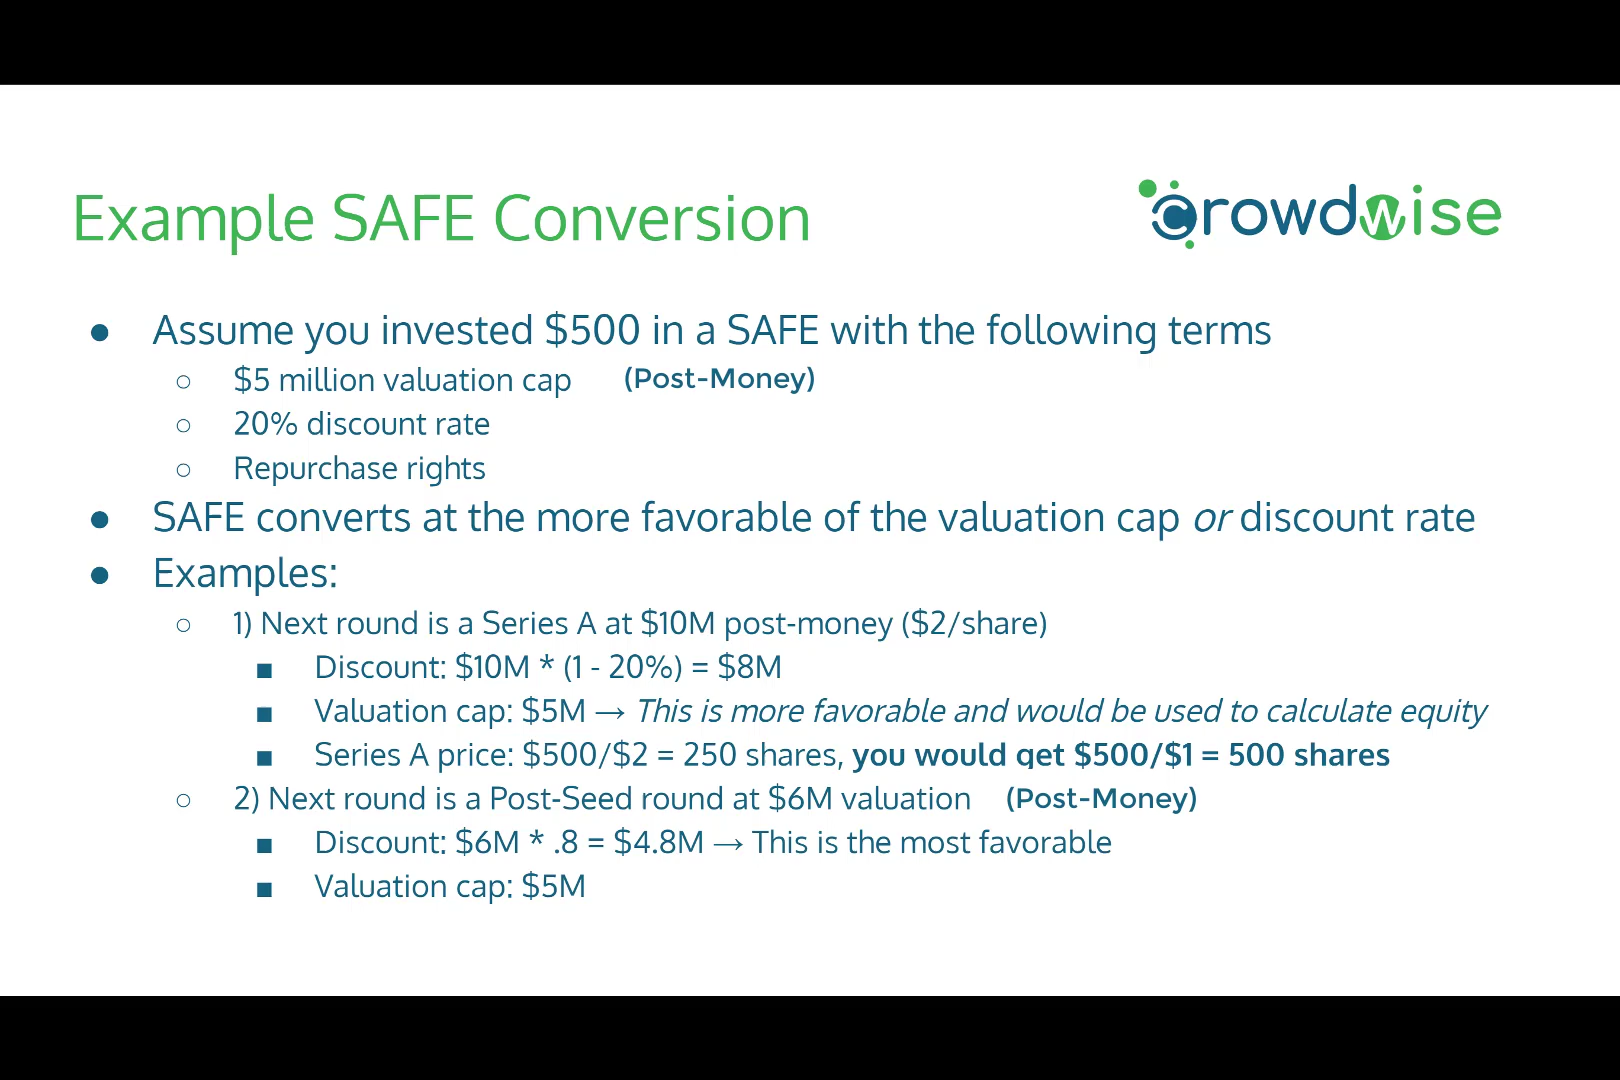 Example SAFE Conversion
crowdwise
● Assume you invested $500 in a SAFE with the following terms
○ $5 million valuation cap (Post-Money)
○ 20% discount rate
○ Repurchase rights
● SAFE converts at the more favorable of the valuation cap or discount rate
● Examples:
○ 1) Next round is a Series A at $10M post-money ($2/share)
■ Discount: $10M * (1 - 20%) = $8M
■ Valuation cap: $5M → This is more favorable and would be used to calculate equity
■ Series A price: $500/$2 = 250 shares, you would get $500/$1 = 500 shares
○ 2) Next round is a Post-Seed round at $6M valuation (Post-Money)
■ Discount: $6M * .8 = $4.8M → This is the most favorable
■ Valuation cap: $5M